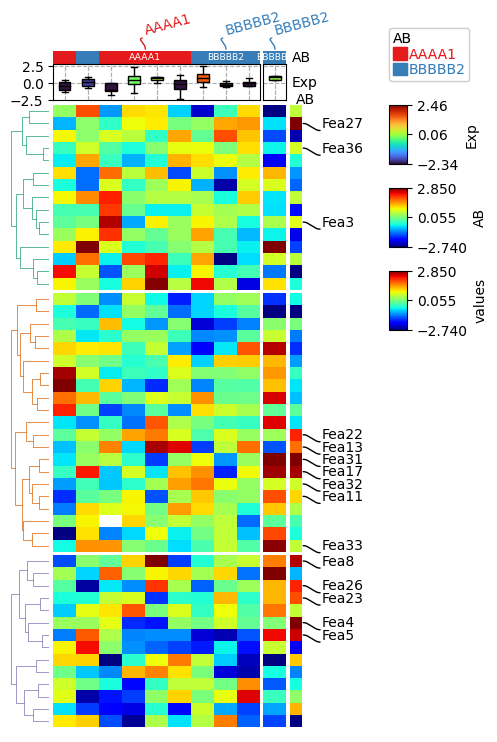 AAAA1
BBBBB2
BBBBB2
AB
AAAA1
BBBBB2
AAAA1
BBBBB2
BBBBB2
AB
2.5
0.0
−2.5
Exp
AB
2.46
0.06
−2.34
Exp
2.850
0.055
−2.740
AB
2.850
0.055
−2.740
values
Fea27
Fea36
Fea3
Fea22
Fea13
Fea31
Fea17
Fea32
Fea11
Fea33
Fea8
Fea26
Fea23
Fea4
Fea5